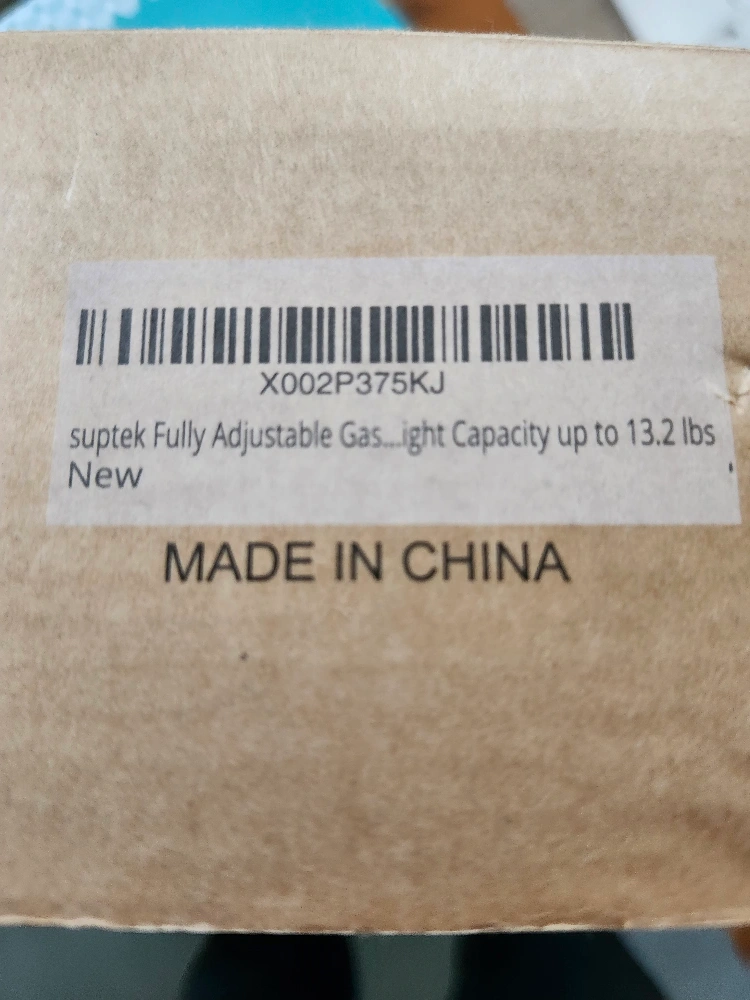 X002P375KJ
suptek Fully Adjustable Gas...ight Capacity up to 13.2 lbs
New
MADE IN CHINA